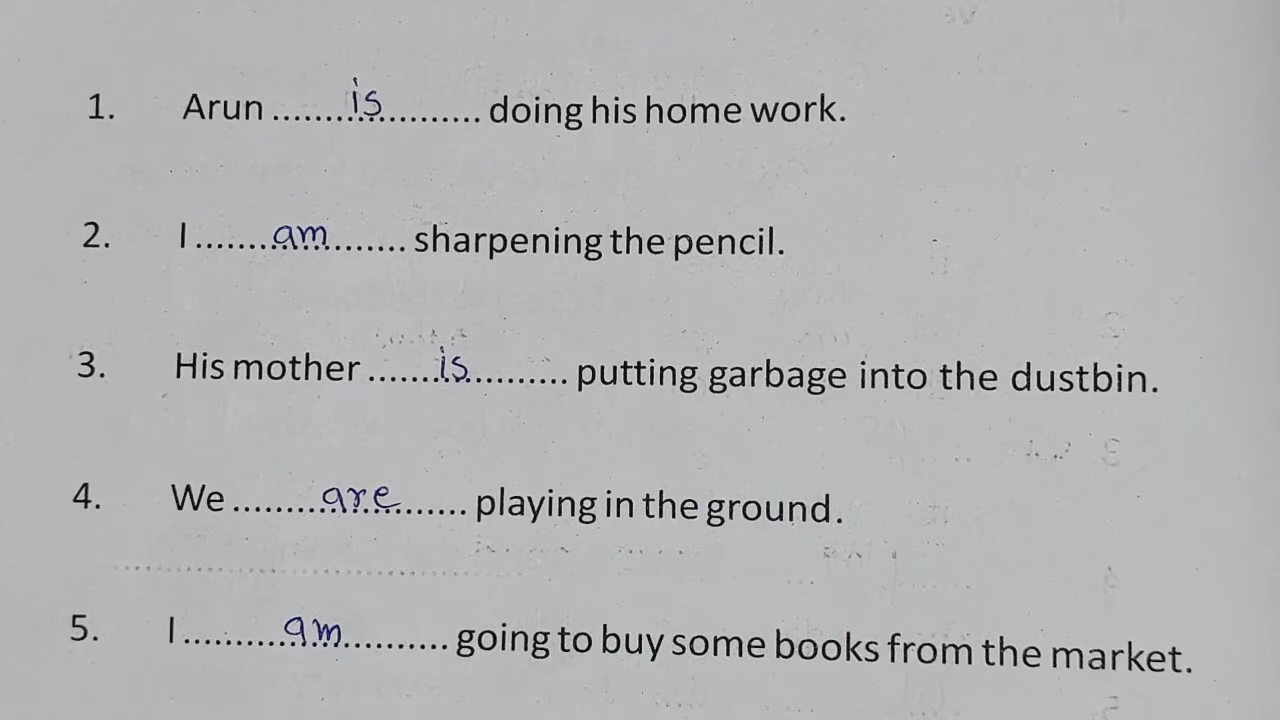 1. Arun ........is........... doing his home work.
2. I........am........ sharpening the pencil.
3. His mother .......is.......... putting garbage into the dustbin.
4. We .........are......... playing in the ground.
5. I..........am.......... going to buy some books from the market.